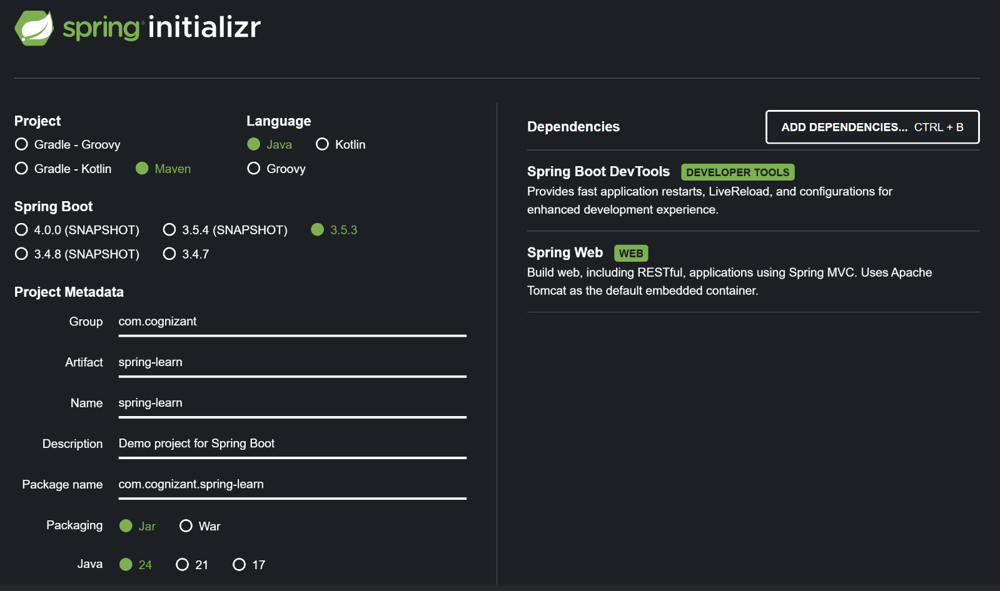 spring initializr
Project
Gradle - Groovy
Gradle - Kotlin Maven
Language
Java Kotlin
Groovy
Spring Boot
4.0.0 (SNAPSHOT) 3.5.4 (SNAPSHOT) 3.5.3
3.4.8 (SNAPSHOT) 3.4.7
Project Metadata
Group com.cognizant
Artifact spring-learn
Name spring-learn
Description Demo project for Spring Boot
Package name com.cognizant.spring-learn
Packaging Jar War
Java 24 21 17
Dependencies ADD DEPENDENCIES... CTRL + B
Spring Boot DevTools DEVELOPER TOOLS
Provides fast application restarts, LiveReload, and configurations for
enhanced development experience.
Spring Web WEB
Build web, including RESTful, applications using Spring MVC. Uses Apache
Tomcat as the default embedded container.